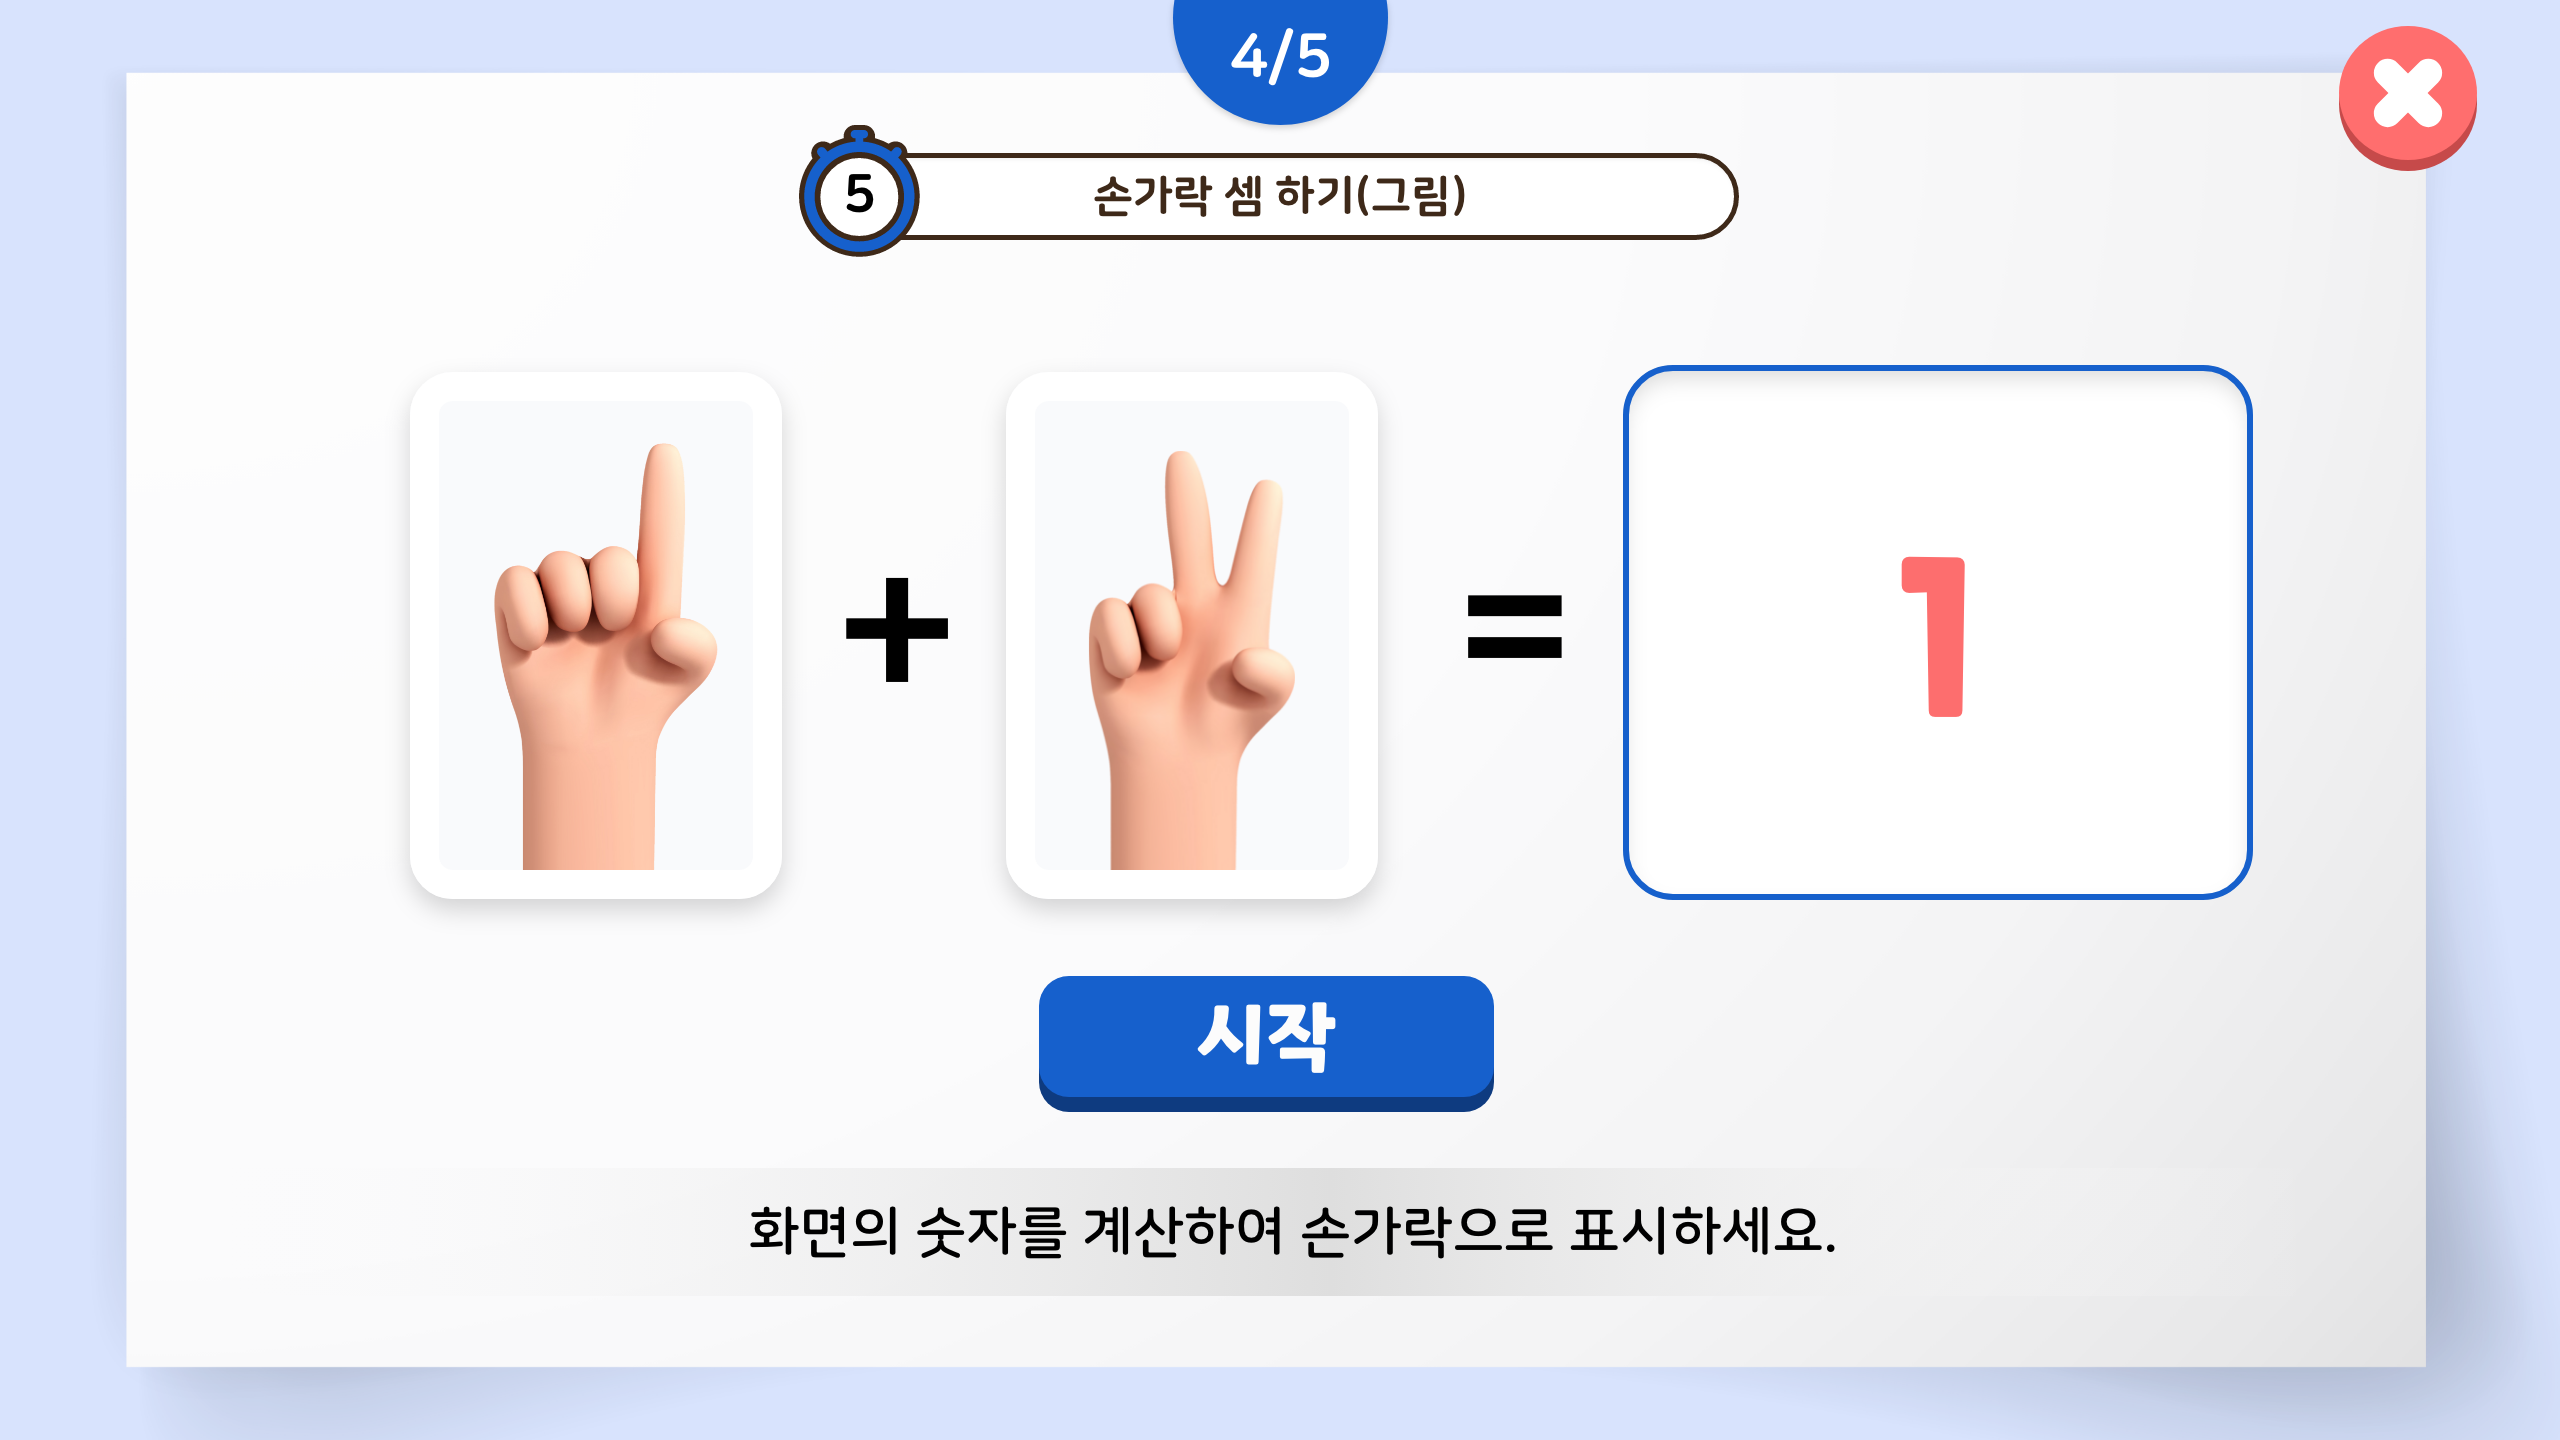 4/5
5
손가락 셈 하기(그림)
+
=
1
시작
화면의 숫자를 계산하여 손가락으로 표시하세요.